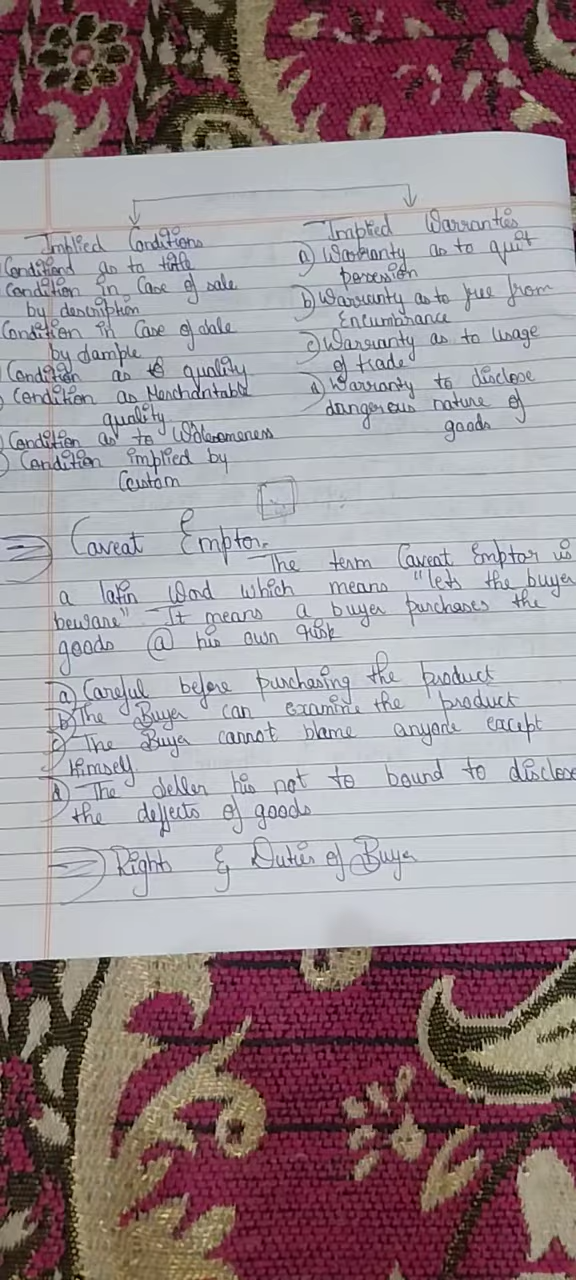 Implied Conditions
Condition as to title
Condition in Case of sale
by description
Condition in Case of sale
by sample
Condition as to quality
Condition as Merchantable
quality
Condition as to Wholesomeness
Condition implied by
Custom
Implied Warranties
a) Warranty as to quit
possession
b) Warranty as to free from
Encumbrance
c) Warranty as to usage
of trade
d) Warranty to disclose
dangerous nature of
goods
Caveat Emptor.
The term Caveat Emptor is
a latin Word which means "lets the buyer
beware" It means a buyer purchases the
goods @ his own risk
a) Careful before purchasing the product
b) The Buyer can examine the product
c) The Buyer cannot blame anyone except
Himself.
d) The seller his not to bound to disclose
the deffects of goods
Rights & Duties of Buyer